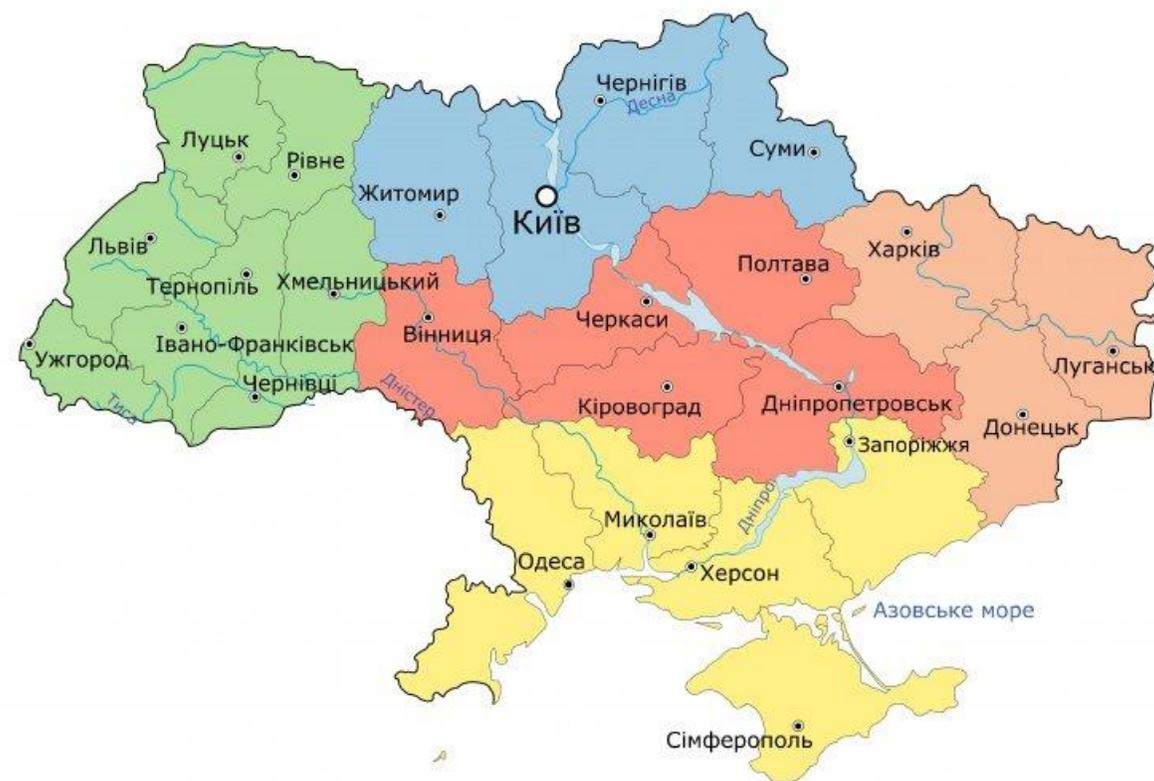 Чернігів
Десна
Суми
Луцьк
Рівне
Житомир
Київ
Львів
Тернопіль
Хмельницький
Харків
Полтава
Черкаси
Вінниця
Івано-Франківськ
Ужгород
Луганськ
Чернівці
Тиса
Дністер
Кіровоград
Дніпропетровськ
Донецьк
Запоріжжя
Дніпро
Миколаїв
Одеса
Херсон
Азовське море
Сімферополь